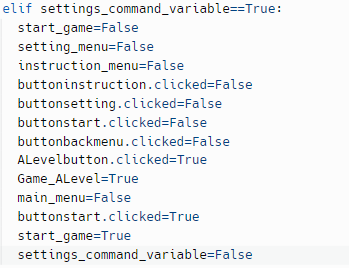 elif settings_command_variable==True:
start_game=False
setting_menu=False
instruction_menu=False
buttoninstruction.clicked=False
buttonsetting.clicked=False
buttonstart.clicked=False
buttonbackmenu.clicked=False
ALevelbutton.clicked=True
Game_ALevel=True
main_menu=False
buttonstart.clicked=True
start_game=True
settings_command_variable=False